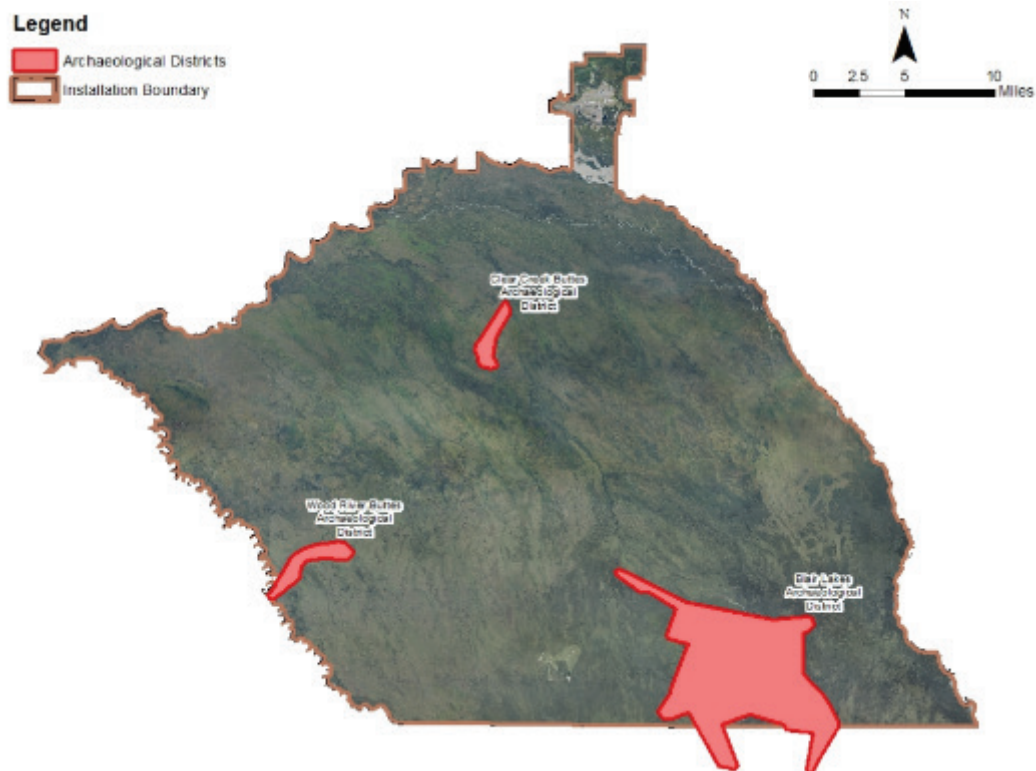 Legend
Archaeological Districts
Installation Boundary
N
0 2.5 5 10
Miles
Clear Creek Buttes
Archaeological
District
Wood River Buttes
Archaeological
District
Blair Lakes
Archaeological
District